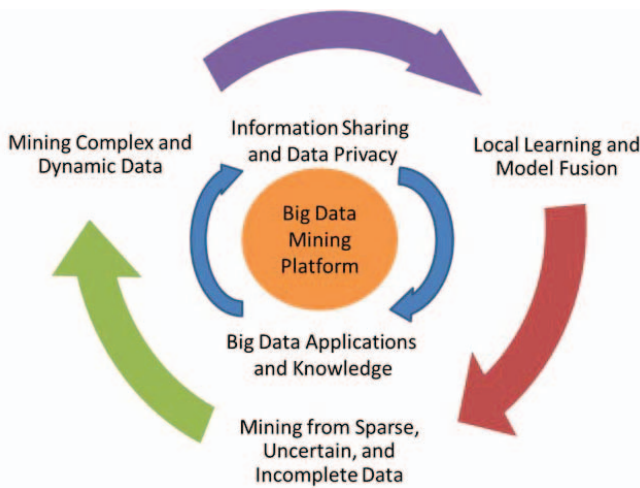 Information Sharing
and Data Privacy
Mining Complex and
Dynamic Data
Local Learning and
Model Fusion
Big Data
Mining
Platform
Big Data Applications
and Knowledge
Mining from Sparse,
Uncertain, and
Incomplete Data